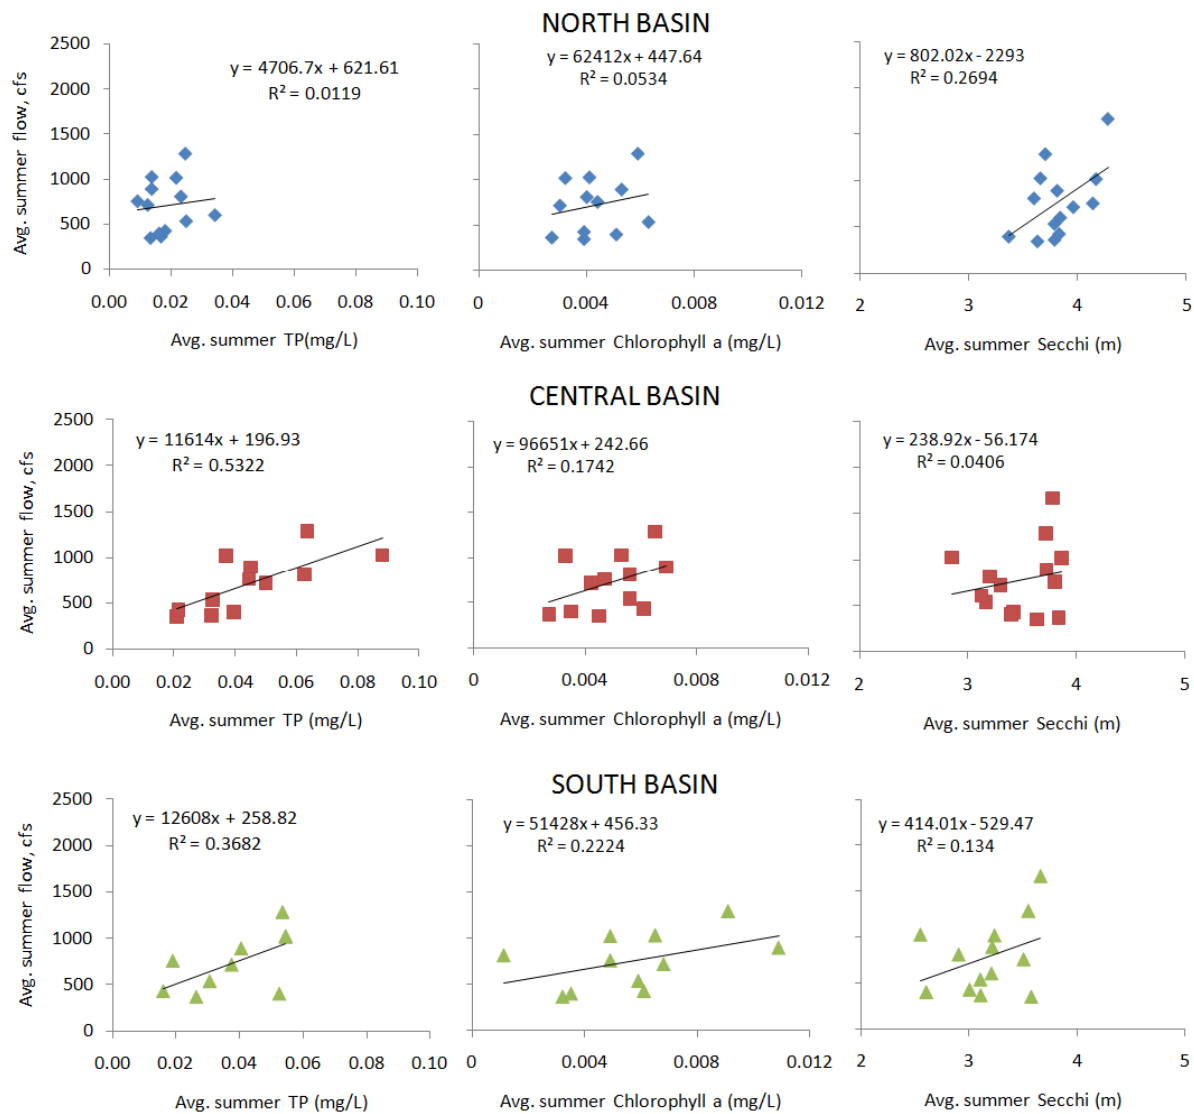 NORTH BASIN
Avg. summer flow, cfs
2500
2000
1500
1000
500
0
y = 4706.7x + 621.61
R² = 0.0119
0.00 0.02 0.04 0.06 0.08 0.10
Avg. summer TP(mg/L)
y = 62412x + 447.64
R² = 0.0534
0 0.004 0.008 0.012
Avg. summer Chlorophyll a (mg/L)
y = 802.02x - 2293
R² = 0.2694
2 3 4 5
Avg. summer Secchi (m)
CENTRAL BASIN
Avg. summer flow, cfs
2500
2000
1500
1000
500
0
y = 11614x + 196.93
R² = 0.5322
0.00 0.02 0.04 0.06 0.08 0.10
Avg. summer TP (mg/L)
y = 96651x + 242.66
R² = 0.1742
0 0.004 0.008 0.012
Avg. summer Chlorophyll a (mg/L)
y = 238.92x - 56.174
R² = 0.0406
2 3 4 5
Avg. summer Secchi (m)
SOUTH BASIN
Avg. summer flow, cfs
2500
2000
1500
1000
500
0
y = 12608x + 258.82
R² = 0.3682
0.00 0.02 0.04 0.06 0.08 0.10
Avg. summer TP (mg/L)
y = 51428x + 456.33
R² = 0.2224
0 0.004 0.008 0.012
Avg. summer Chlorophyll a (mg/L)
y = 414.01x - 529.47
R² = 0.134
2 3 4 5
Avg. summer Secchi (m)